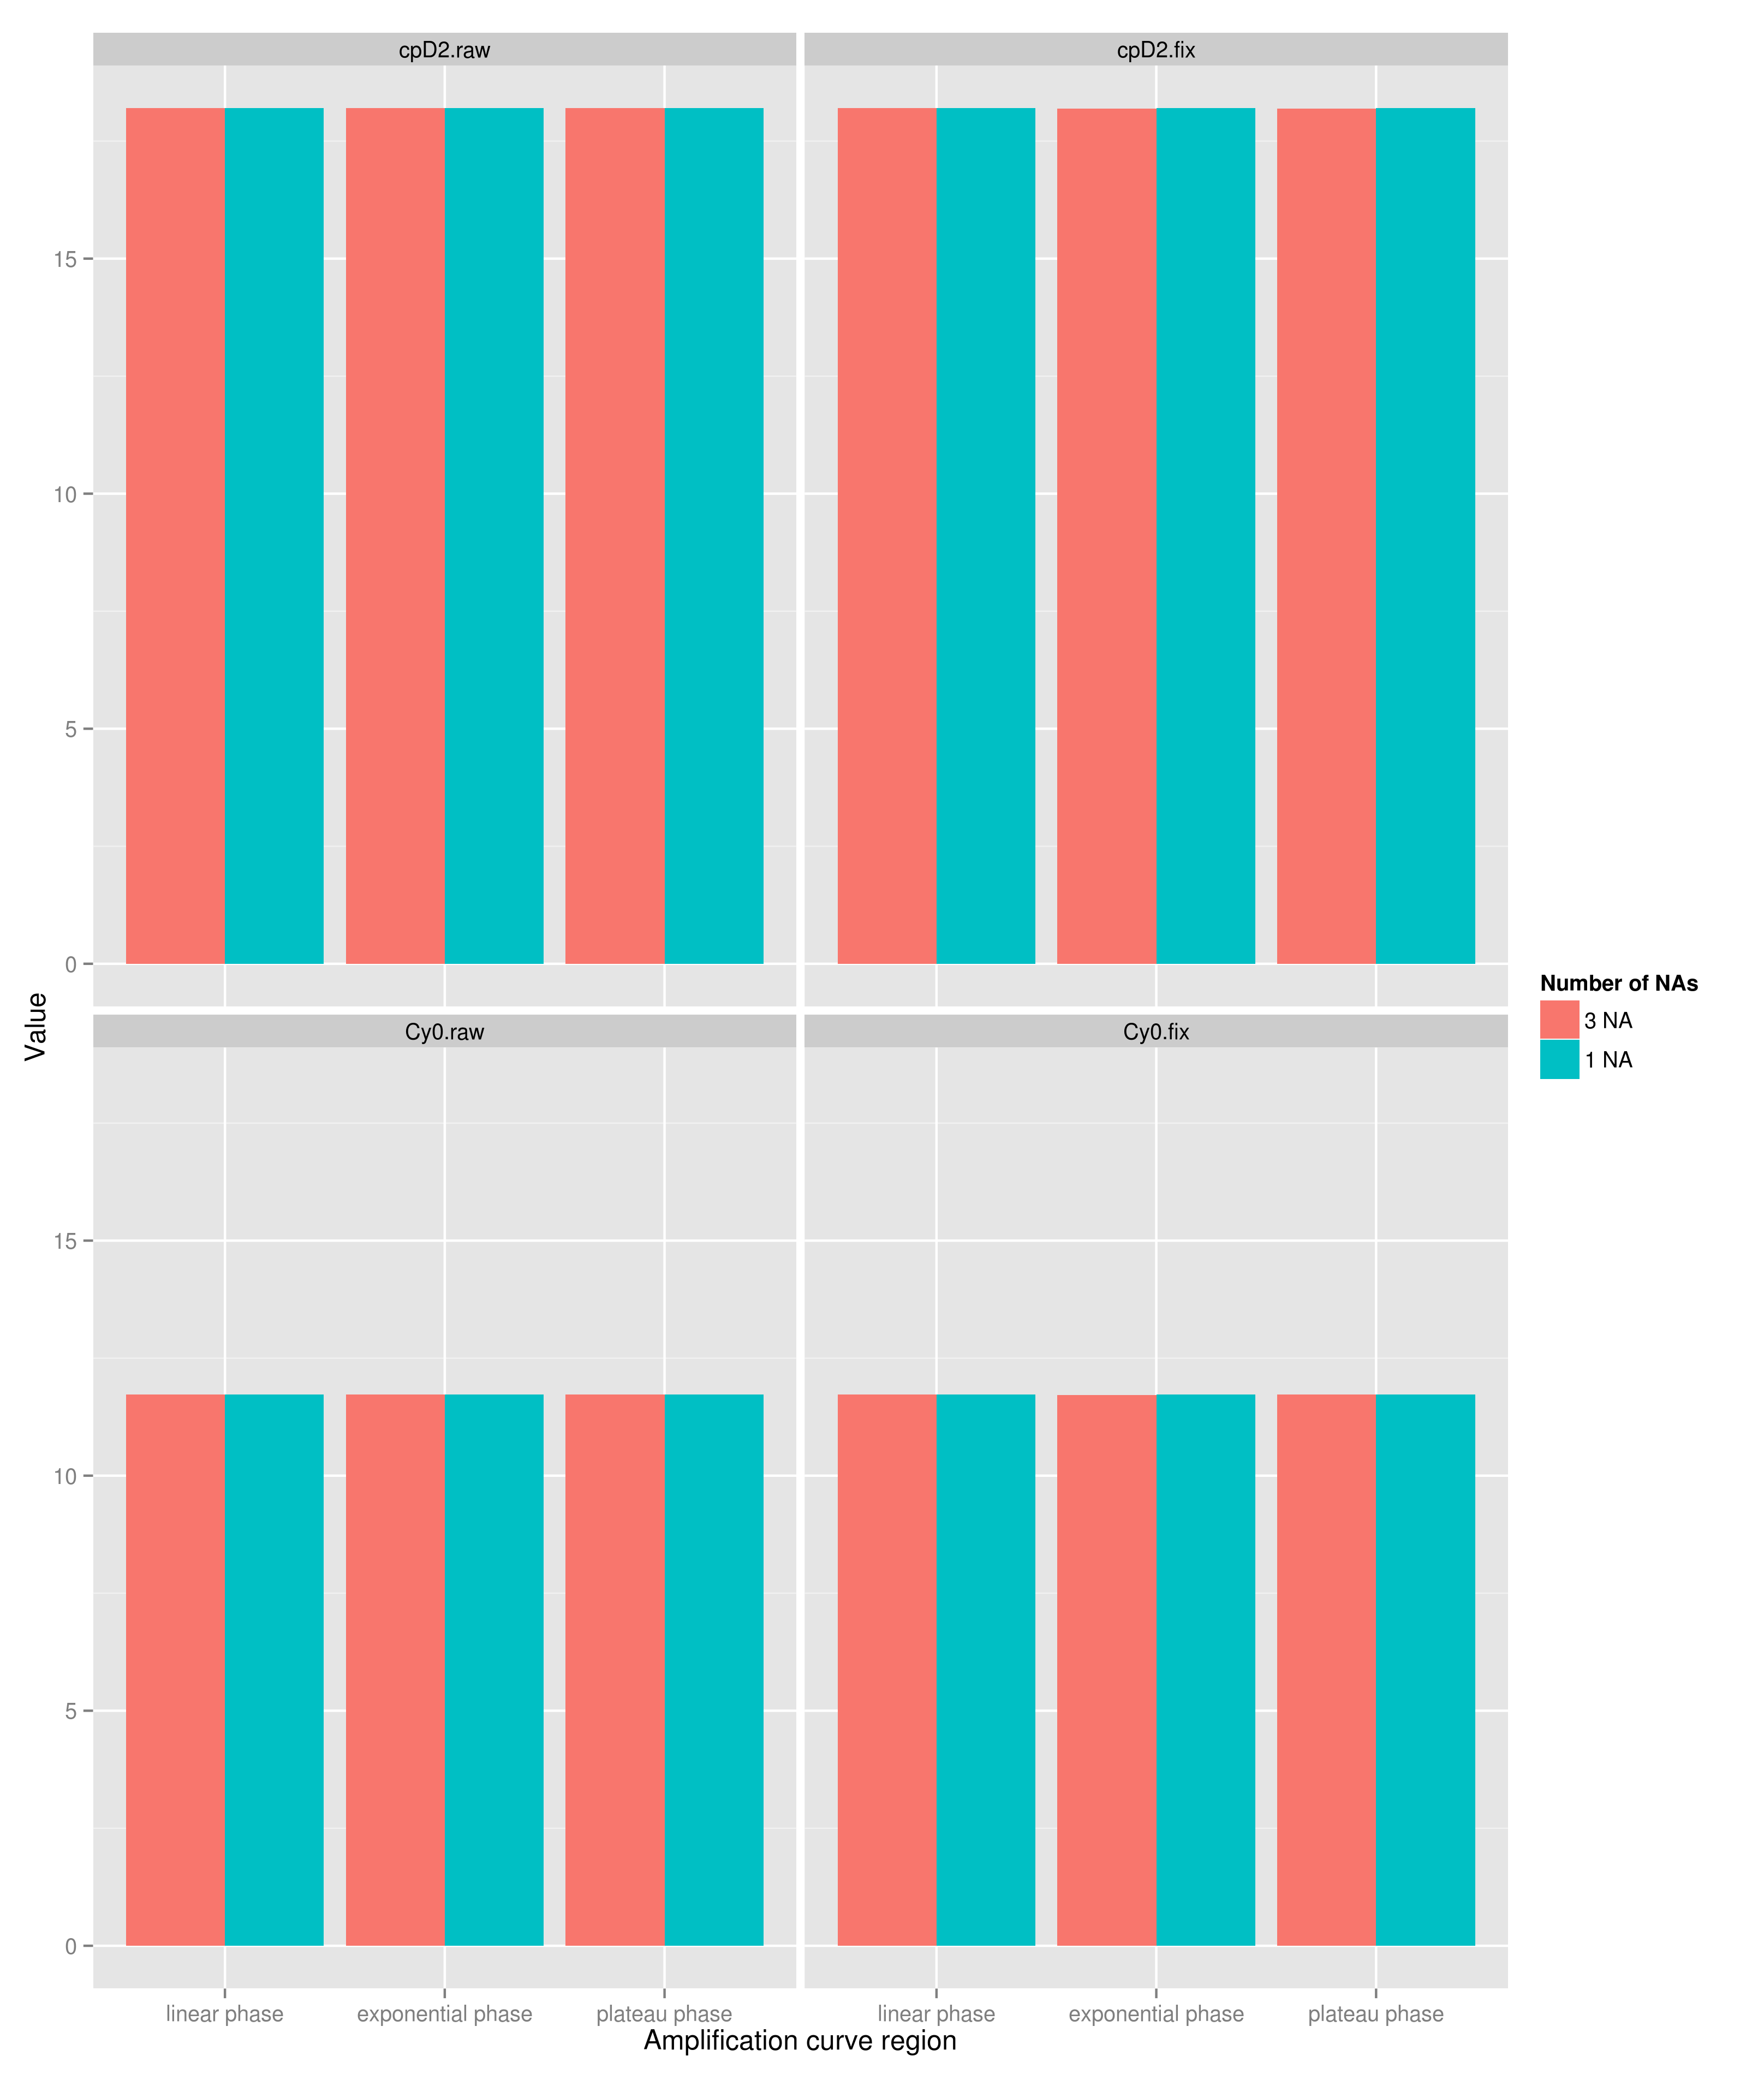 cpD2.raw
cpD2.fix
15
10
5
0
Cy0.raw
Cy0.fix
15
10
5
0
Value
linear phase
exponential phase
plateau phase
linear phase
exponential phase
plateau phase
Amplification curve region
Number of NAs
3 NA
1 NA